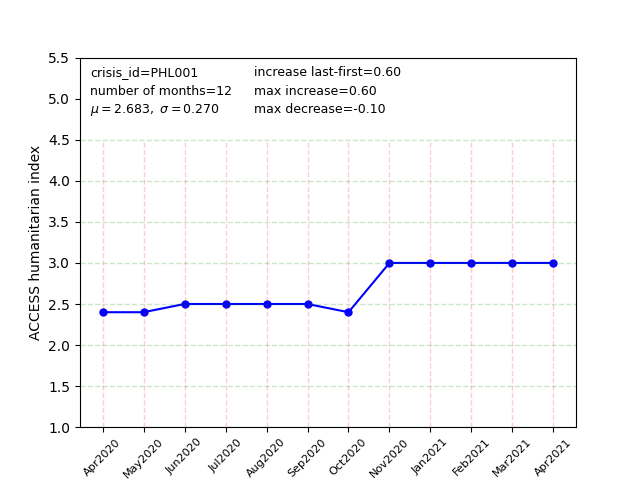 crisis_id=PHL001
number of months=12
μ = 2.683, σ = 0.270
increase last-first=0.60
max increase=0.60
max decrease=-0.10
ACCESS humanitarian index
5.5
5.0
4.5
4.0
3.5
3.0
2.5
2.0
1.5
1.0
Apr2020
May2020
Jun2020
Jul2020
Aug2020
Sep2020
Oct2020
Nov2020
Jan2021
Feb2021
Mar2021
Apr2021